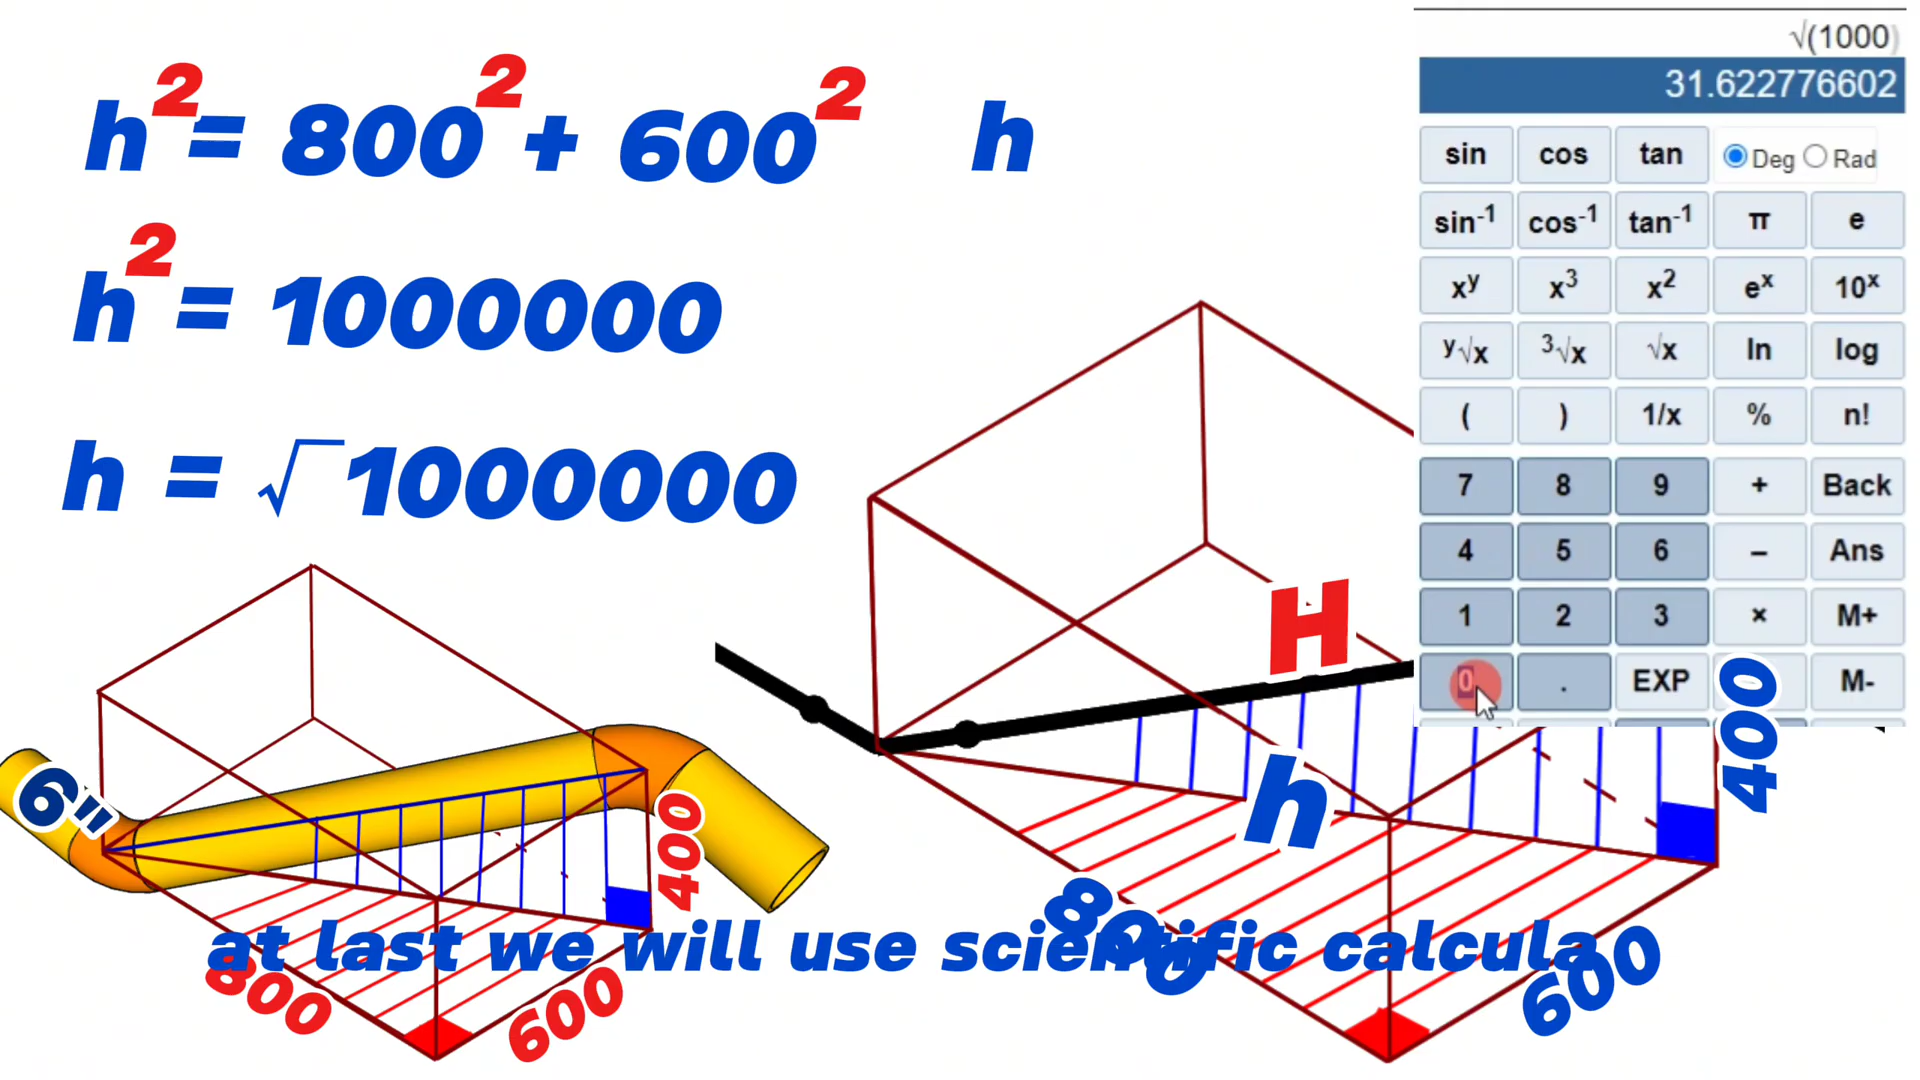 h² = 800² + 600² h
h² = 1000000
h = √1000000
√(1000)
31.622776602
sin cos tan Deg Rad
sin⁻¹ cos⁻¹ tan⁻¹ π e
xʸ x³ x² eˣ 10ˣ
ʸ√x ³√x √x ln log
( ) 1/x % n!
7 8 9 + Back
4 5 6 – Ans
1 2 3 × M+
0 . EXP M-
H
400
h
6"
400
800
600
800
600
at last we will use scientific calcula